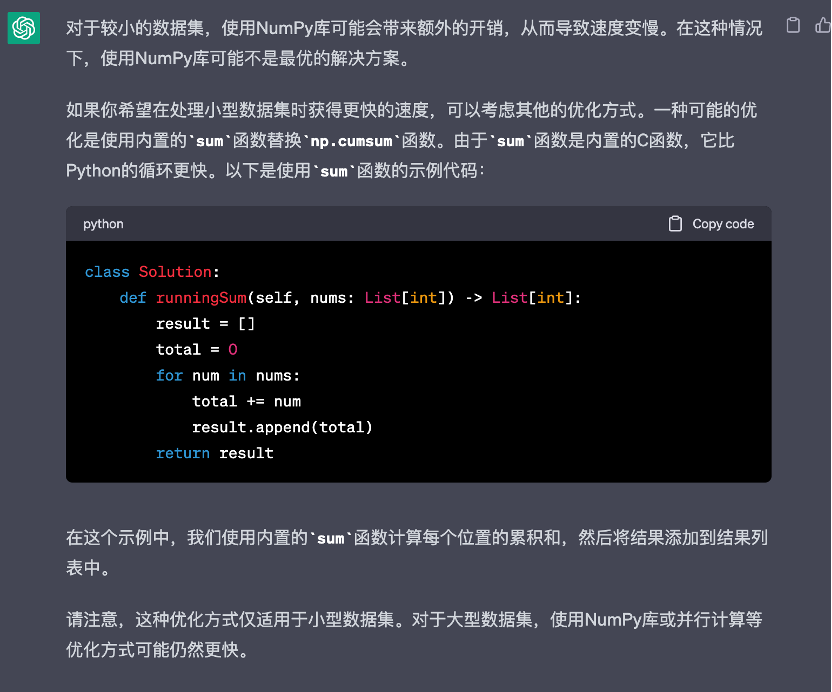 对于较小的数据集，使用NumPy库可能会带来额外的开销，从而导致速度变慢。在这种情况
下，使用NumPy库可能不是最优的解决方案。
如果你希望在处理小型数据集时获得更快的速度，可以考虑其他的优化方式。一种可能的优
化是使用内置的`sum`函数替换`np.cumsum`函数。由于`sum`函数是内置的C函数，它比
Python的循环更快。以下是使用`sum`函数的示例代码：
python Copy code
class Solution:
    def runningSum(self, nums: List[int]) -> List[int]:
        result = []
        total = 0
        for num in nums:
            total += num
            result.append(total)
        return result
在这个示例中，我们使用内置的`sum`函数计算每个位置的累积和，然后将结果添加到结果列
表中。
请注意，这种优化方式仅适用于小型数据集。对于大型数据集，使用NumPy库或并行计算等
优化方式可能仍然更快。